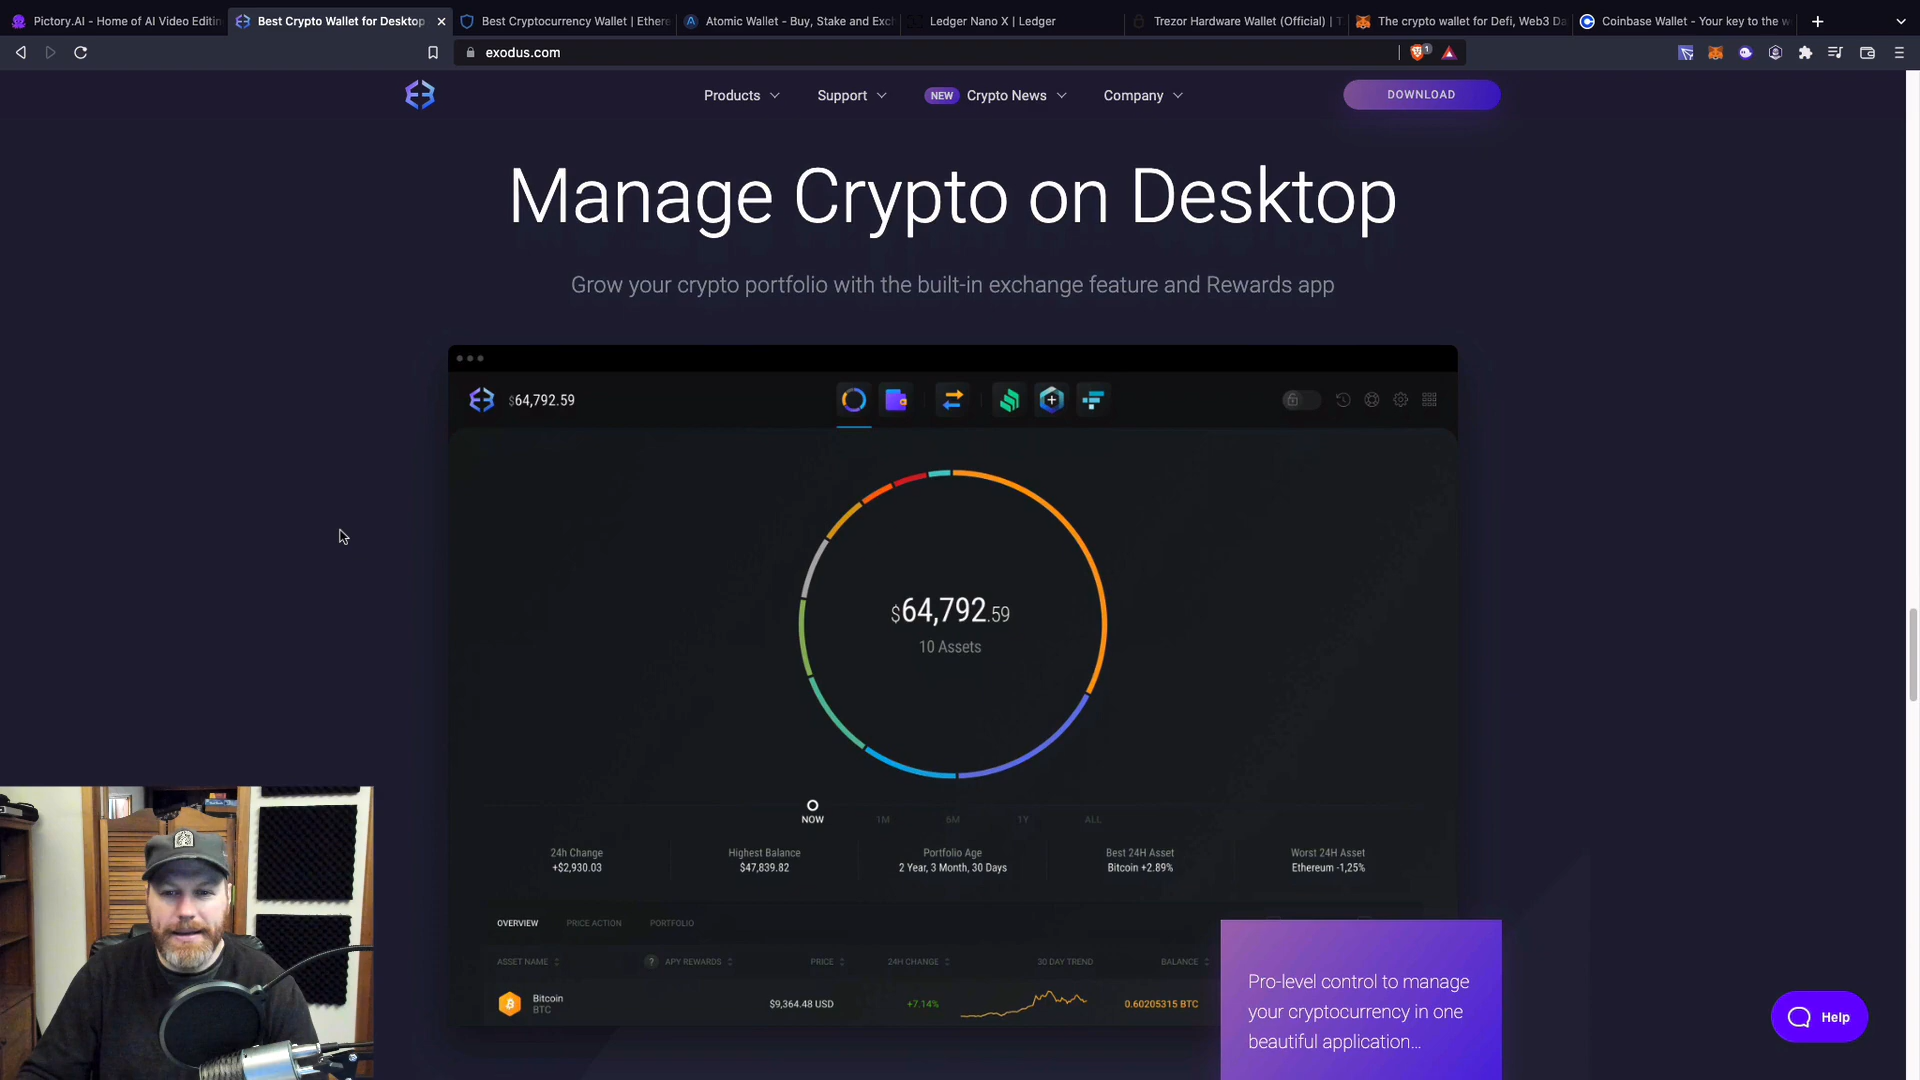 Pictory.AI - Home of AI Video Editin
Best Crypto Wallet for Desktop
Best Cryptocurrency Wallet | Ethere
Atomic Wallet - Buy, Stake and Exch
Ledger Nano X | Ledger
Trezor Hardware Wallet (Official) | T
The crypto wallet for Defi, Web3 Da
Coinbase Wallet - Your key to the w
exodus.com
1
Products
Support
NEW Crypto News
Company
DOWNLOAD
Manage Crypto on Desktop
Grow your crypto portfolio with the built-in exchange feature and Rewards app
$64,792.59
$64,792.59
10 Assets
NOW
1M
6M
1Y
ALL
24h Change
+$2,930.03
Highest Balance
$47,839.82
Portfolio Age
2 Year, 3 Month, 30 Days
Best 24H Asset
Bitcoin +2.89%
Worst 24H Asset
Ethereum -1,25%
OVERVIEW
PRICE ACTION
PORTFOLIO
ASSET NAME
? APY REWARDS
PRICE
24H CHANGE
30 DAY TREND
BALANCE
Bitcoin
BTC
$9,364.48 USD
+7.14%
0.60205315 BTC
Pro-level control to manage
your cryptocurrency in one
beautiful application...
Help